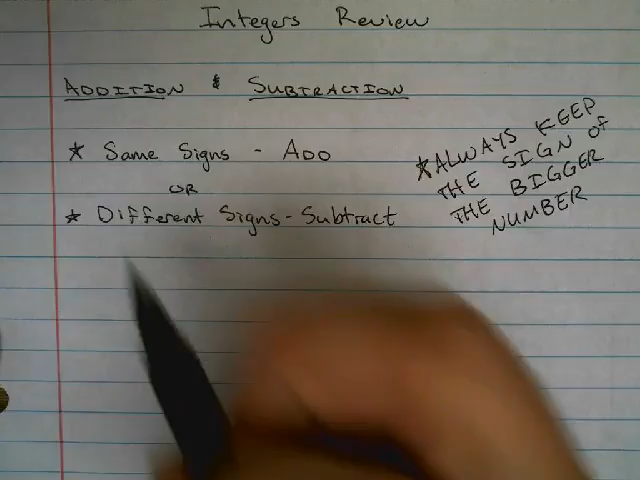 Integers Review
ADDITION & SUBTRACTION
* Same Signs - ADD
OR
* Different Signs - Subtract
*ALWAYS KEEP
THE SIGN OF
THE BIGGER
NUMBER